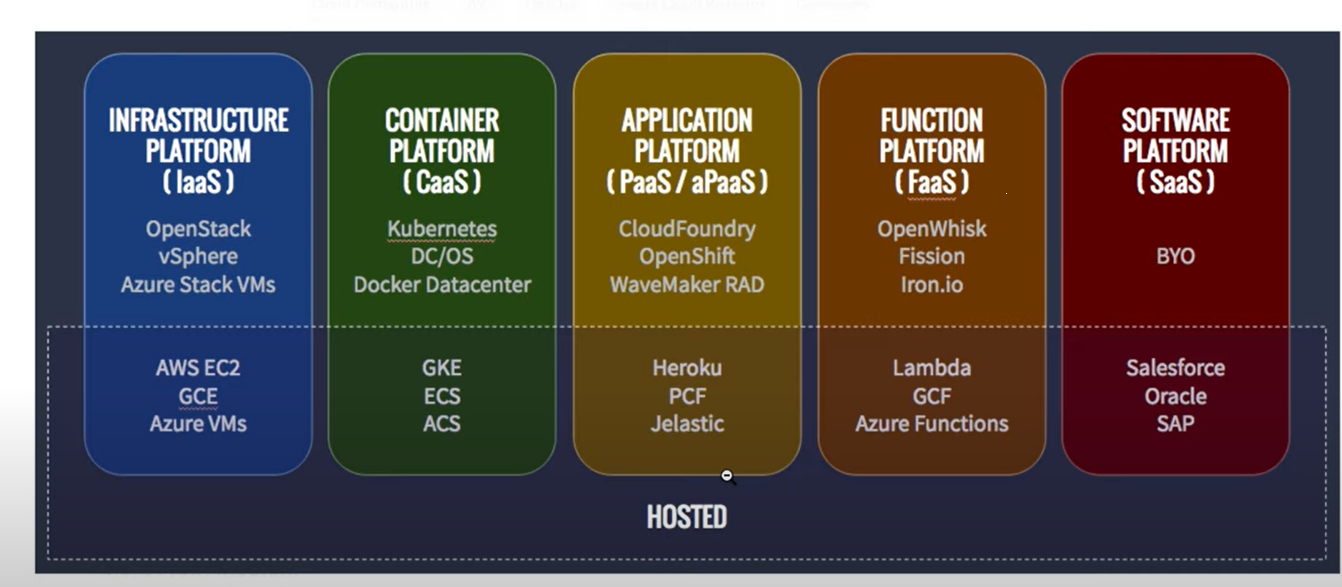 INFRASTRUCTURE
PLATFORM
( IaaS )
OpenStack
vSphere
Azure Stack VMs
AWS EC2
GCE
Azure VMs
CONTAINER
PLATFORM
( CaaS )
Kubernetes
DC/OS
Docker Datacenter
GKE
ECS
ACS
APPLICATION
PLATFORM
( PaaS / aPaaS )
CloudFoundry
OpenShift
WaveMaker RAD
Heroku
PCF
Jelastic
FUNCTION
PLATFORM
( FaaS )
OpenWhisk
Fission
Iron.io
Lambda
GCF
Azure Functions
SOFTWARE
PLATFORM
( SaaS )
BYO
Salesforce
Oracle
SAP
HOSTED